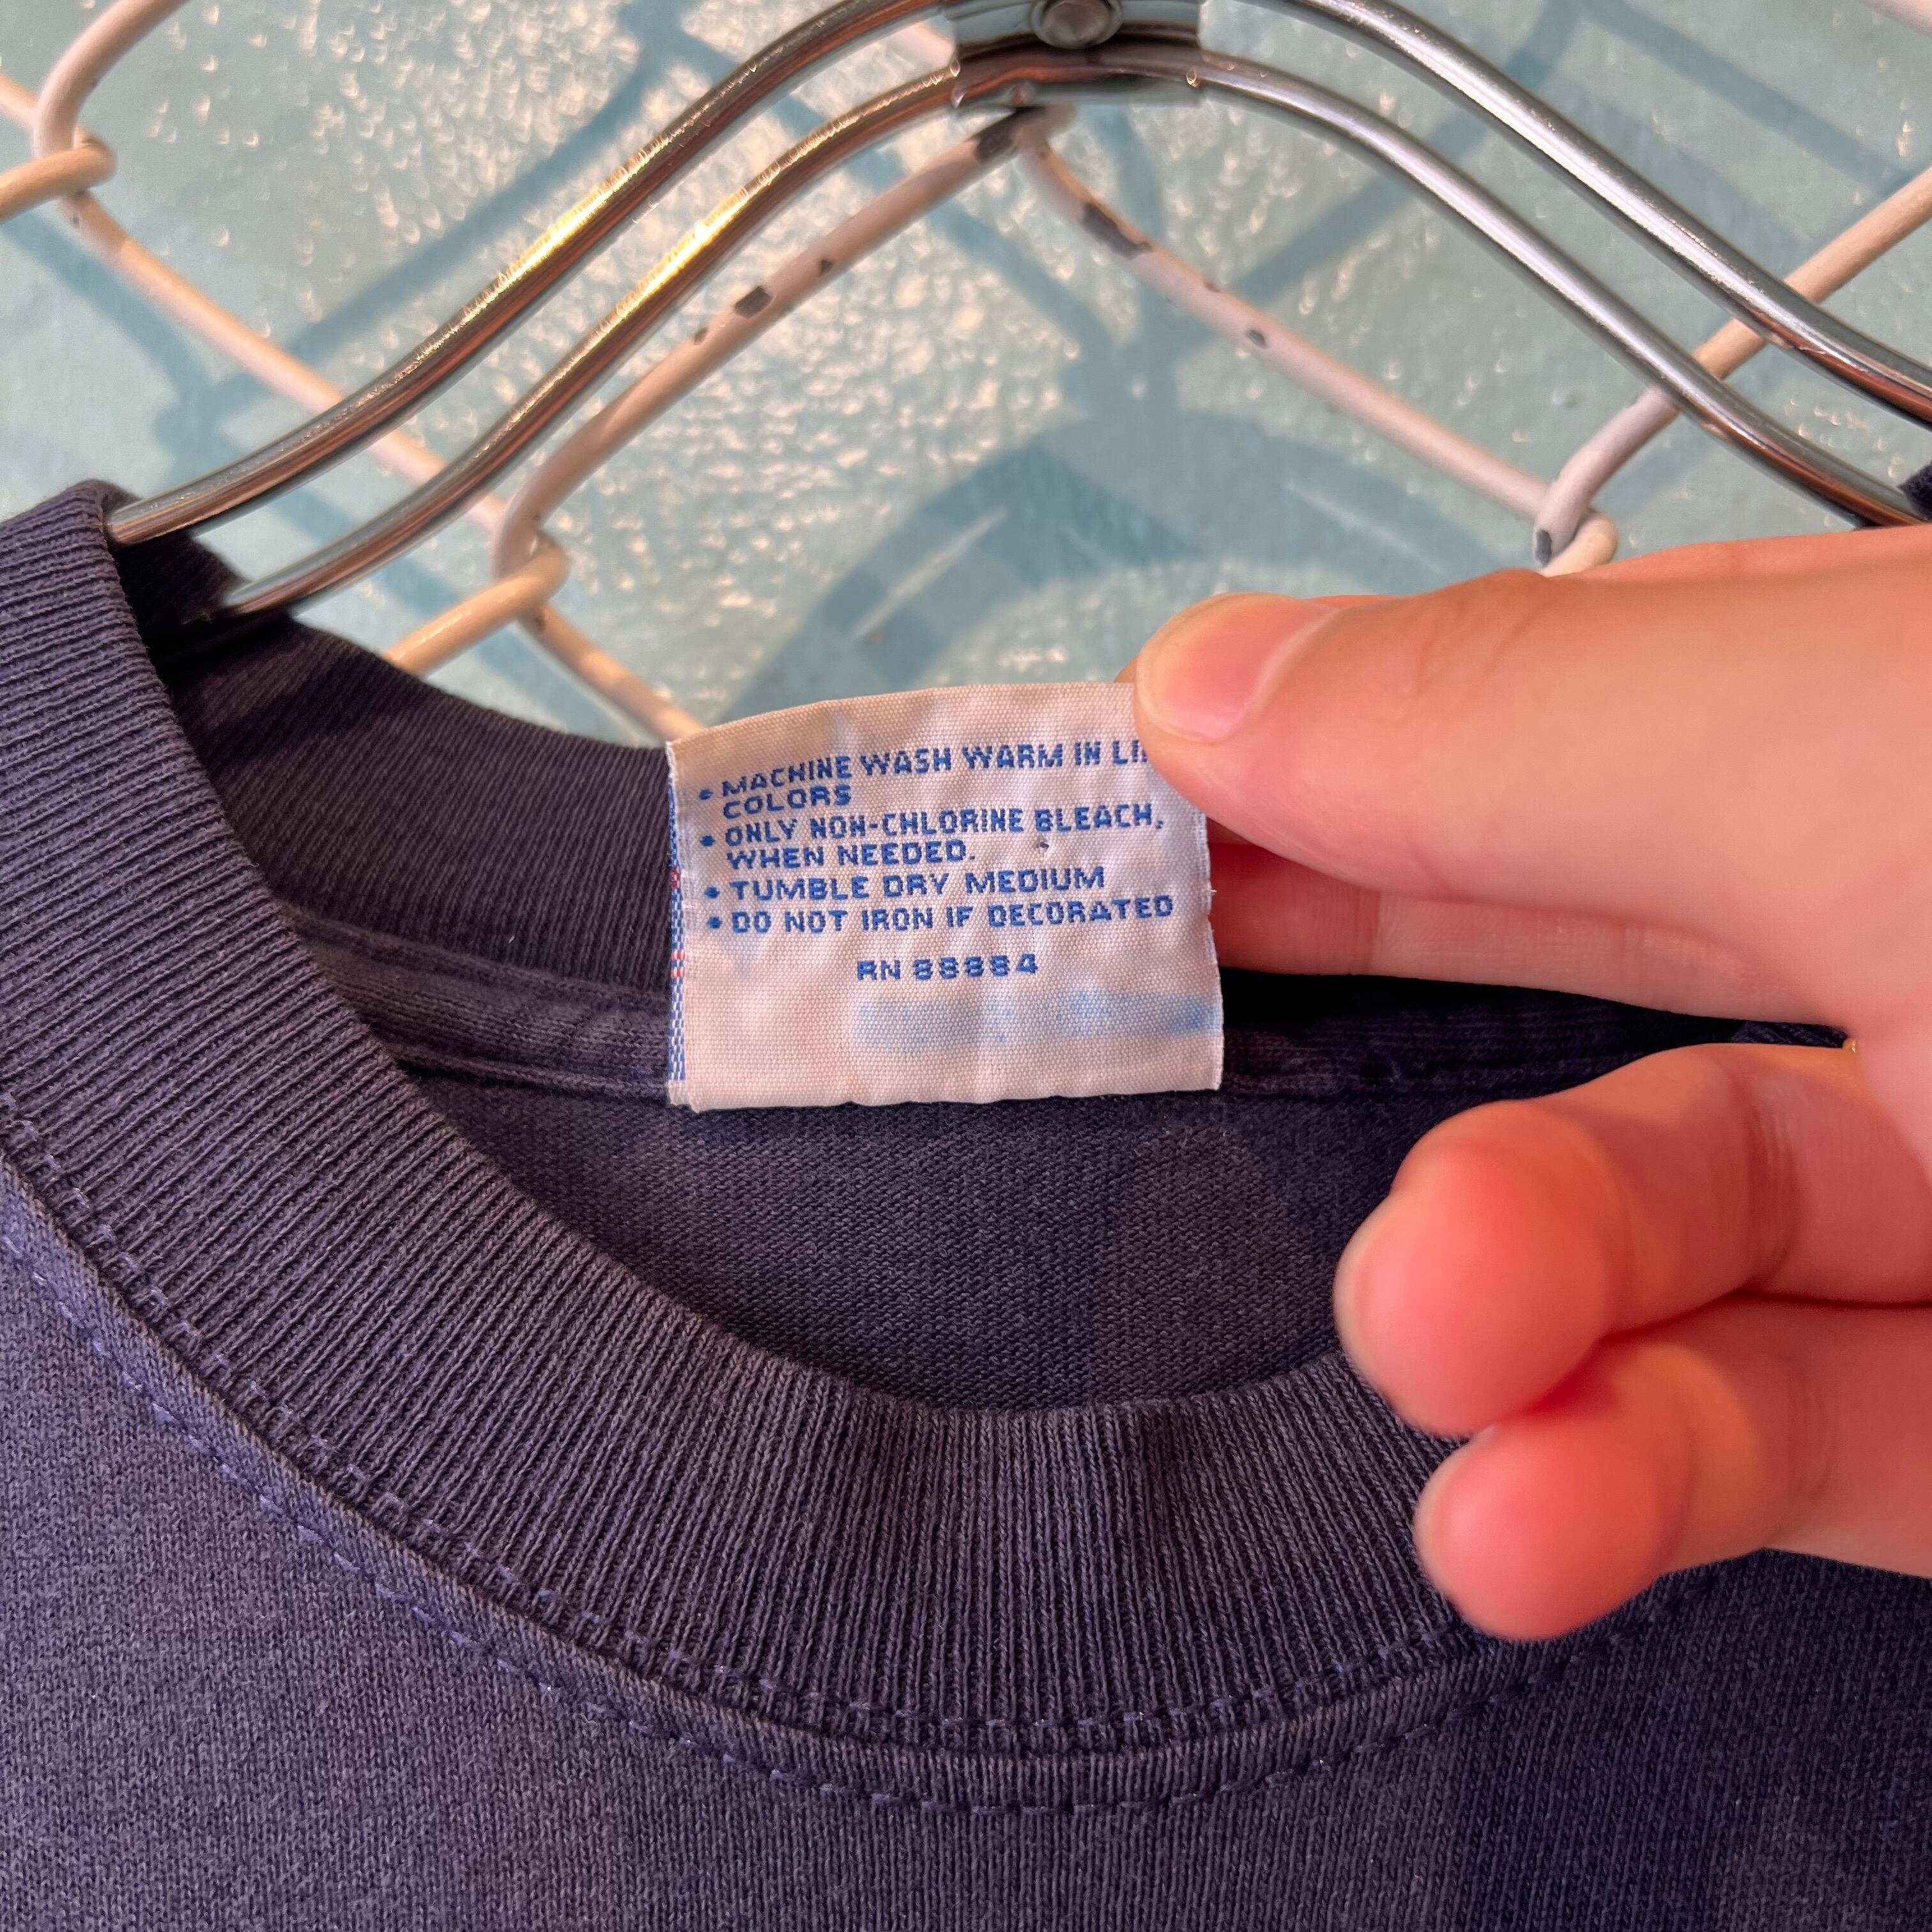 • MACHINE WASH WARM IN
COLORS
• ONLY NON-CHLORINE BLEACH,
WHEN NEEDED.
• TUMBLE DRY MEDIUM
• DO NOT IRON IF DECORATED
RN 88884